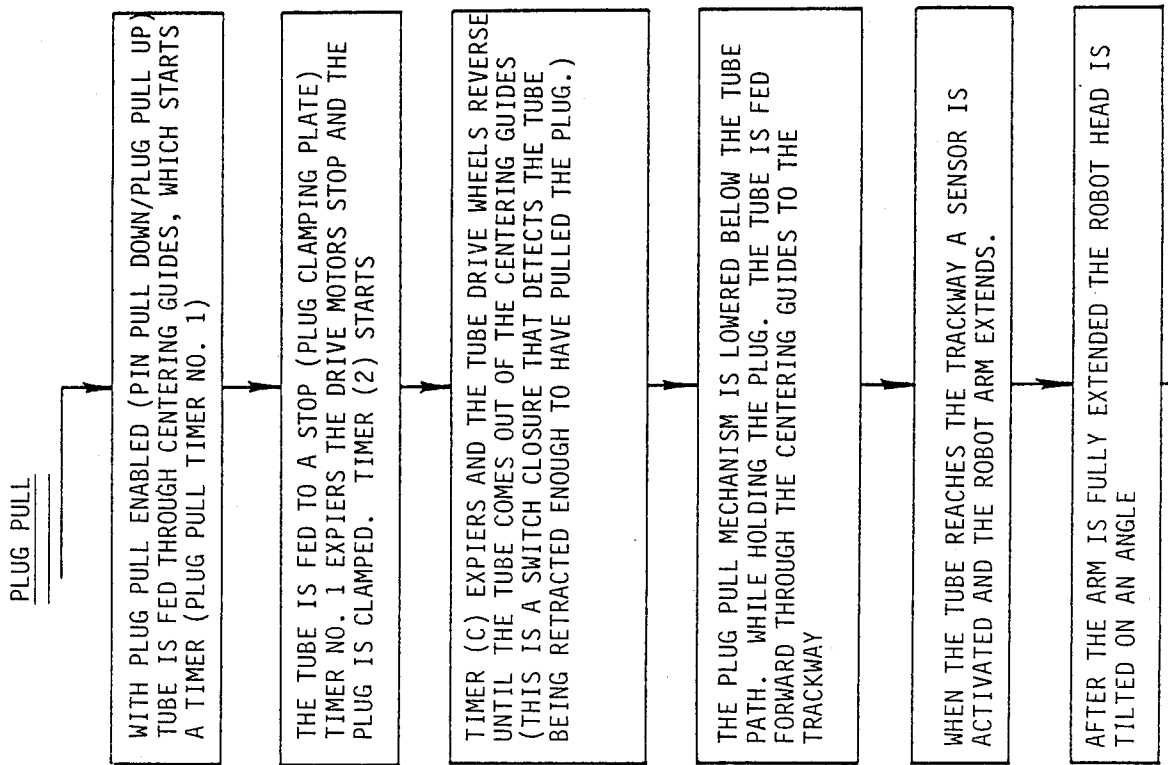 PLUG PULL
WITH PLUG PULL ENABLED (PIN PULL DOWN/PLUG PULL UP)
TUBE IS FED THROUGH CENTERING GUIDES, WHICH STARTS
A TIMER (PLUG PULL TIMER NO. 1)
THE TUBE IS FED TO A STOP (PLUG CLAMPING PLATE)
TIMER NO. 1 EXPIERS THE DRIVE MOTORS STOP AND THE
PLUG IS CLAMPED. TIMER (2) STARTS
TIMER (C) EXPIERS AND THE TUBE DRIVE WHEELS REVERSE
UNTIL THE TUBE COMES OUT OF THE CENTERING GUIDES
(THIS IS A SWITCH CLOSURE THAT DETECTS THE TUBE
BEING RETRACTED ENOUGH TO HAVE PULLED THE PLUG.)
THE PLUG PULL MECHANISM IS LOWERED BELOW THE TUBE
PATH. WHILE HOLDING THE PLUG. THE TUBE IS FED
FORWARD THROUGH THE CENTERING GUIDES TO THE
TRACKWAY
WHEN THE TUBE REACHES THE TRACKWAY A SENSOR IS
ACTIVATED AND THE ROBOT ARM EXTENDS.
AFTER THE ARM IS FULLY EXTENDED THE ROBOT HEAD IS
TILTED ON AN ANGLE